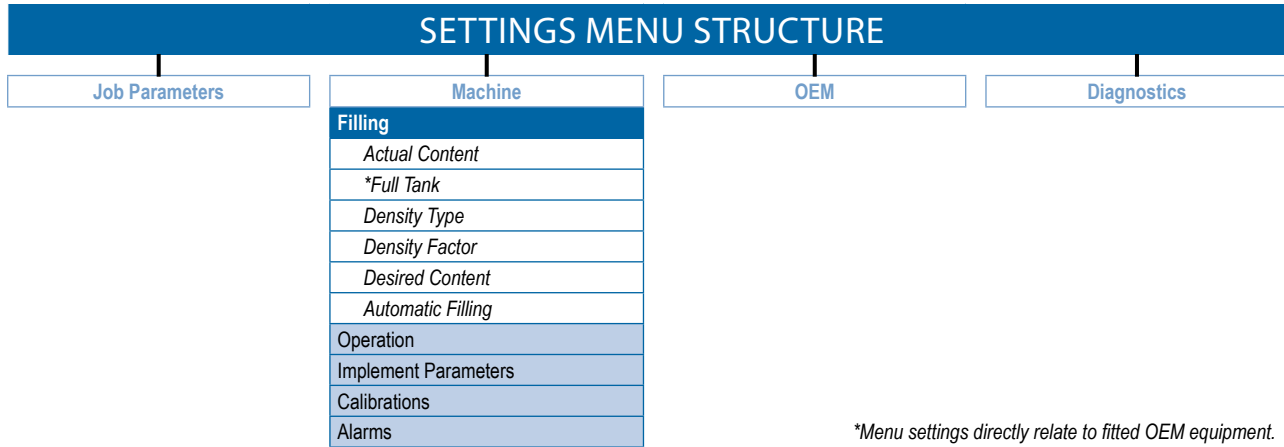 SETTINGS MENU STRUCTURE
Job Parameters
Machine
OEM
Diagnostics
Filling
Actual Content
*Full Tank
Density Type
Density Factor
Desired Content
Automatic Filling
Operation
Implement Parameters
Calibrations
Alarms
*Menu settings directly relate to fitted OEM equipment.